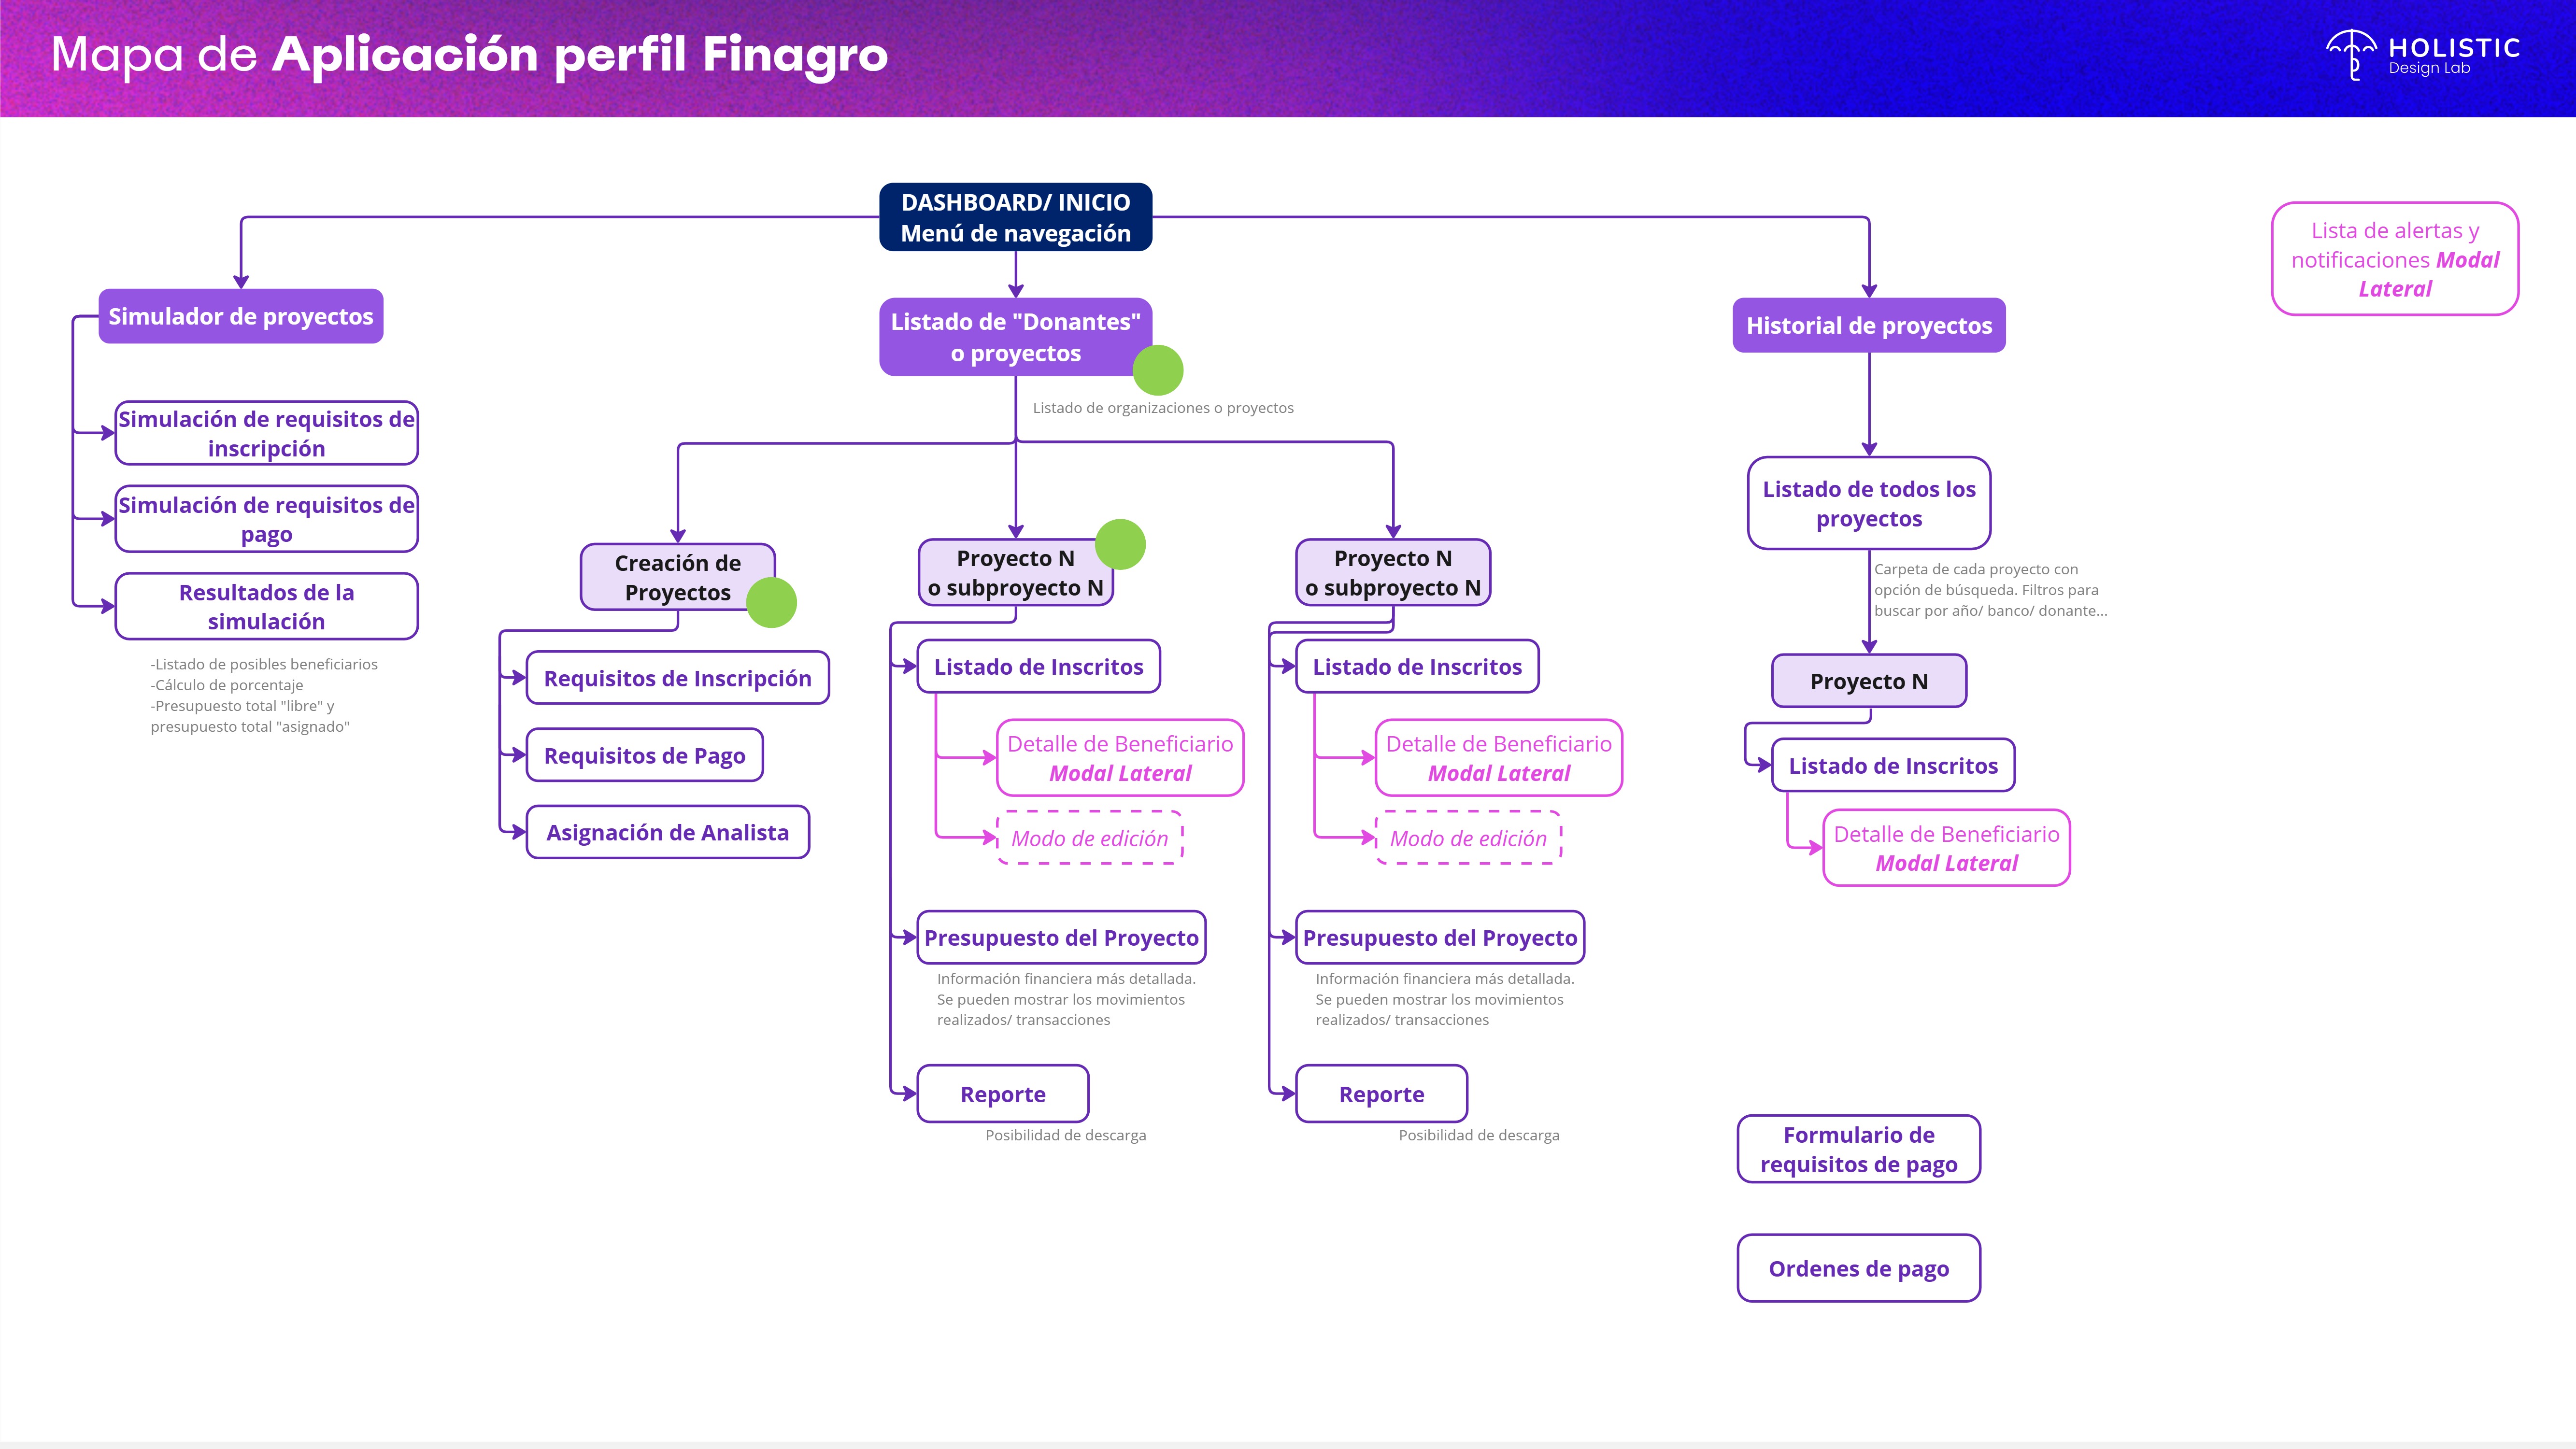 Mapa de Aplicación perfil Finagro
HOLISTIC
Design Lab
DASHBOARD/ INICIO
Menú de navegación
Lista de alertas y
notificaciones Modal
Lateral
Simulador de proyectos
Simulación de requisitos de
inscripción
Simulación de requisitos de
pago
Resultados de la
simulación
-Listado de posibles beneficiarios
-Cálculo de porcentaje
-Presupuesto total "libre" y
presupuesto total "asignado"
Listado de "Donantes"
o proyectos
Listado de organizaciones o proyectos
Creación de
Proyectos
Requisitos de Inscripción
Requisitos de Pago
Asignación de Analista
Proyecto N
o subproyecto N
Listado de Inscritos
Detalle de Beneficiario
Modal Lateral
Modo de edición
Presupuesto del Proyecto
Información financiera más detallada.
Se pueden mostrar los movimientos
realizados/ transacciones
Reporte
Posibilidad de descarga
Proyecto N
o subproyecto N
Listado de Inscritos
Detalle de Beneficiario
Modal Lateral
Modo de edición
Presupuesto del Proyecto
Información financiera más detallada.
Se pueden mostrar los movimientos
realizados/ transacciones
Reporte
Posibilidad de descarga
Historial de proyectos
Listado de todos los
proyectos
Carpeta de cada proyecto con
opción de búsqueda. Filtros para
buscar por año/ banco/ donante...
Proyecto N
Listado de Inscritos
Detalle de Beneficiario
Modal Lateral
Formulario de
requisitos de pago
Ordenes de pago